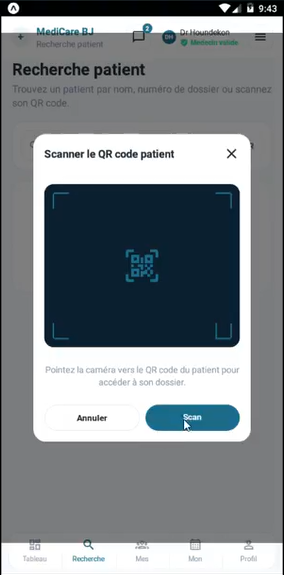 9:43
MediCare BJ
Recherche patient
2
DH
Dr Houndekon
Médecin valide
Recherche patient
Trouvez un patient par nom, numéro de dossier ou scannez
son QR code.
Scanner le QR code patient
Pointez la caméra vers le QR code du patient pour
accéder à son dossier.
Annuler
Scan
Tableau
Recherche
Mes
Mon
Profil